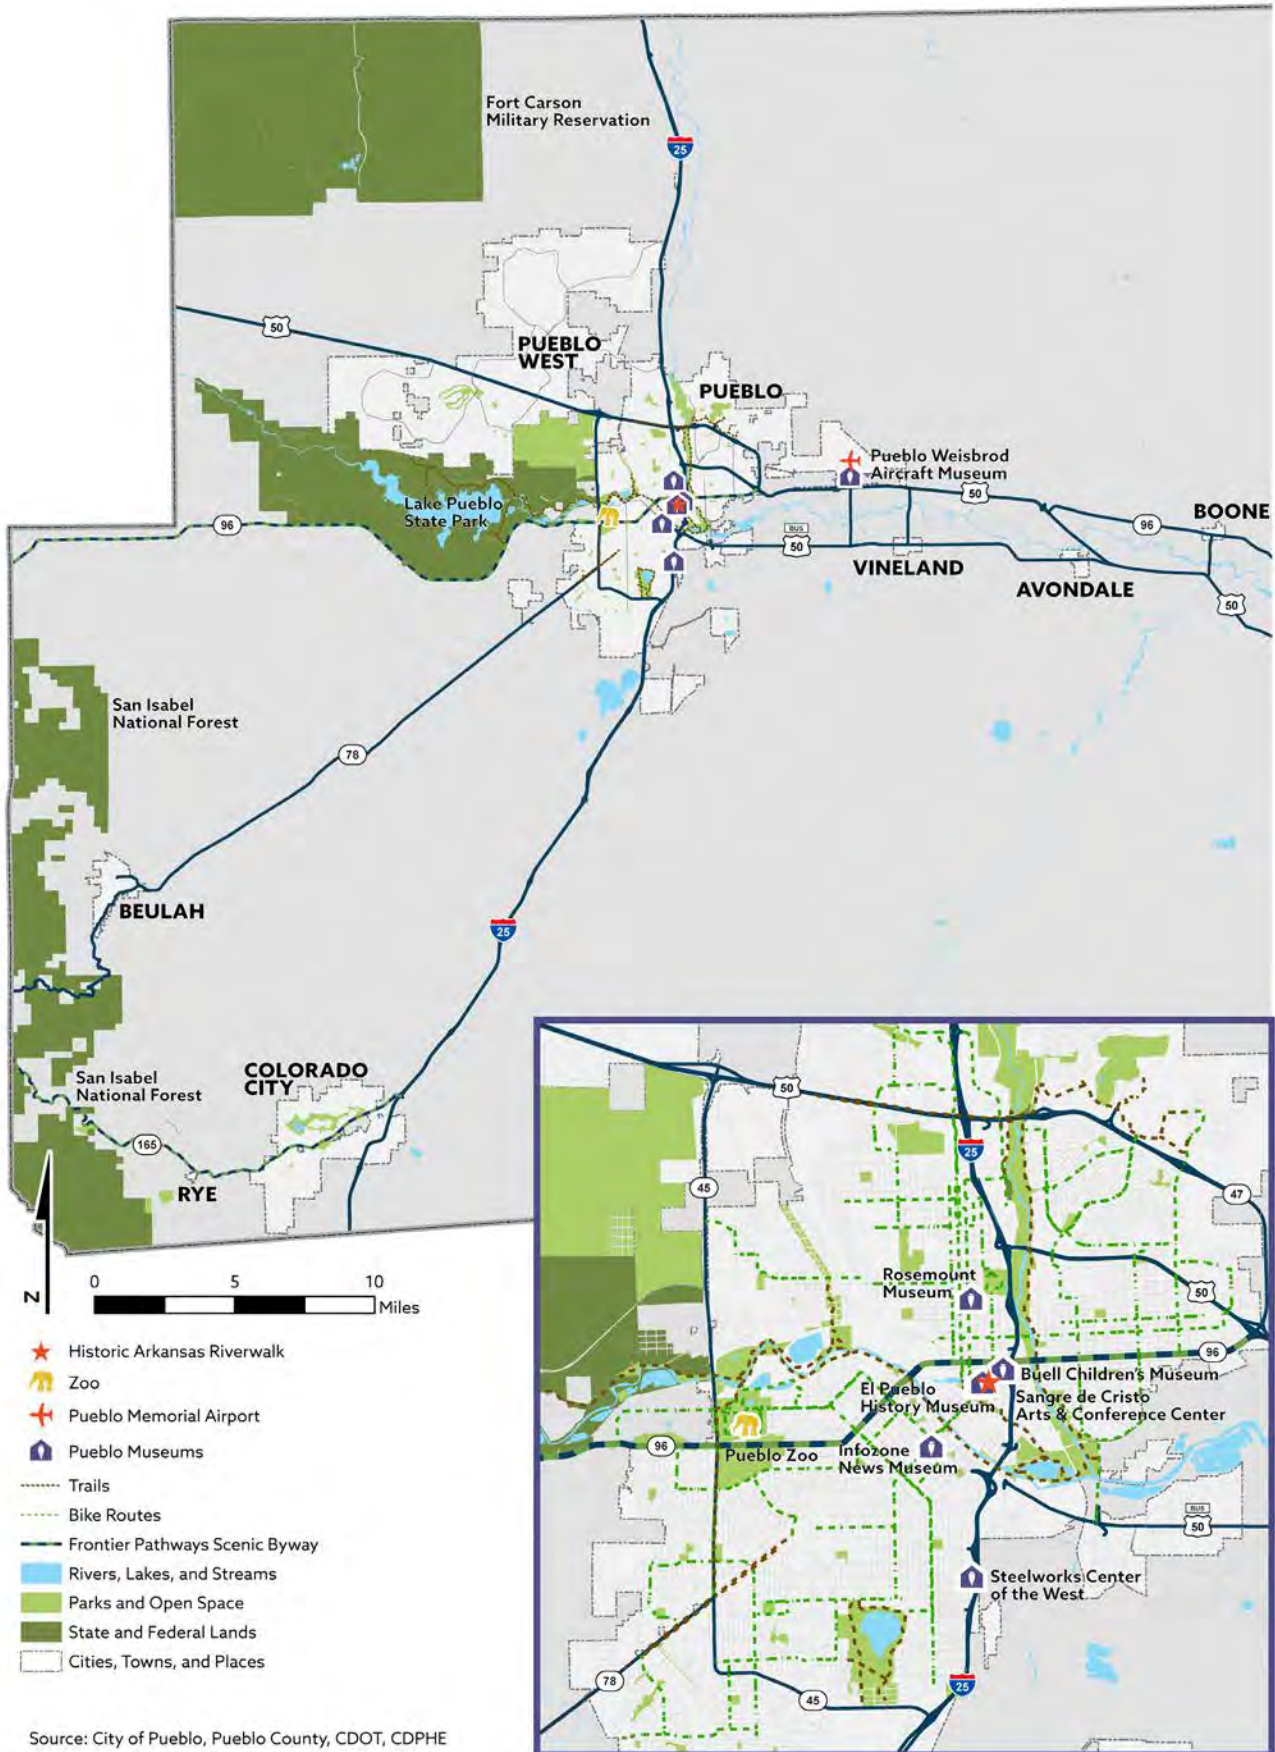 Fort Carson
Military Reservation
25
50
PUEBLO
WEST
PUEBLO
Pueblo Weisbrod
Aircraft Museum
50
96
BOONE
Lake Pueblo
State Park
96
BUS
50
VINELAND
AVONDALE
50
San Isabel
National Forest
78
BEULAH
25
COLORADO
CITY
San Isabel
National Forest
165
RYE
N
0 5 10
Miles
Historic Arkansas Riverwalk
Zoo
Pueblo Memorial Airport
Pueblo Museums
Trails
Bike Routes
Frontier Pathways Scenic Byway
Rivers, Lakes, and Streams
Parks and Open Space
State and Federal Lands
Cities, Towns, and Places
Source: City of Pueblo, Pueblo County, CDOT, CDPHE
50
25
45
47
Rosemount
Museum
50
96
Buell Children's Museum
El Pueblo
History Museum
Sangre de Cristo
Arts & Conference Center
96
Pueblo Zoo
Infozone
News Museum
BUS
50
Steelworks Center
of the West
78
45
25